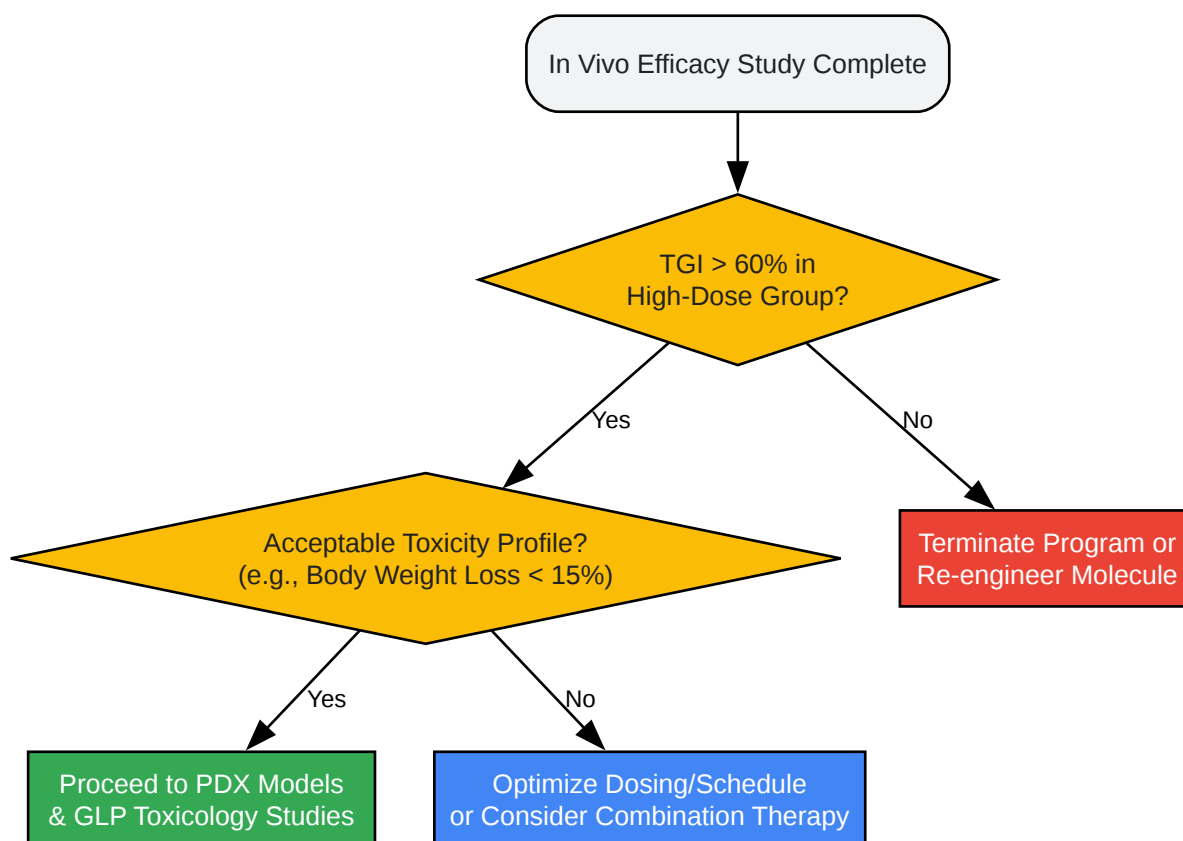 In Vivo Efficacy Study Complete
TGI > 60% in
High-Dose Group?
Yes
No
Acceptable Toxicity Profile?
(e.g., Body Weight Loss < 15%)
Terminate Program or
Re-engineer Molecule
Yes
No
Proceed to PDX Models
& GLP Toxicology Studies
Optimize Dosing/Schedule
or Consider Combination Therapy